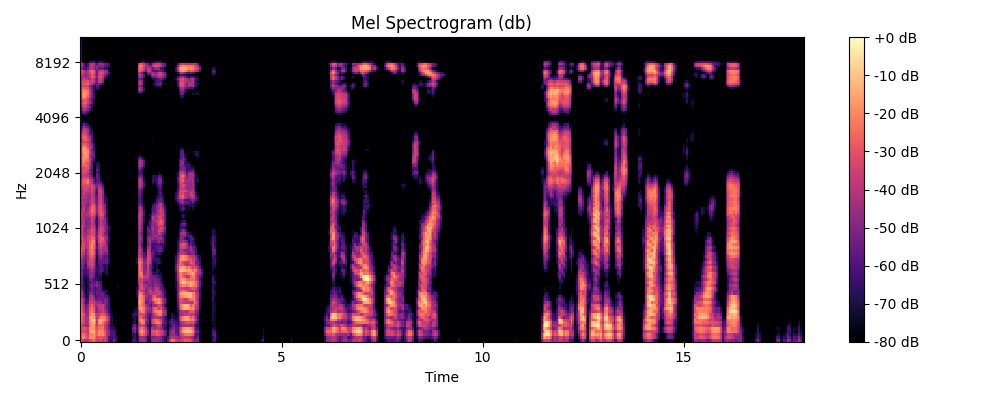 Mel Spectrogram (db)
8192
4096
2048
1024
512
0
Hz
0 5 10 15
Time
+0 dB
-10 dB
-20 dB
-30 dB
-40 dB
-50 dB
-60 dB
-70 dB
-80 dB